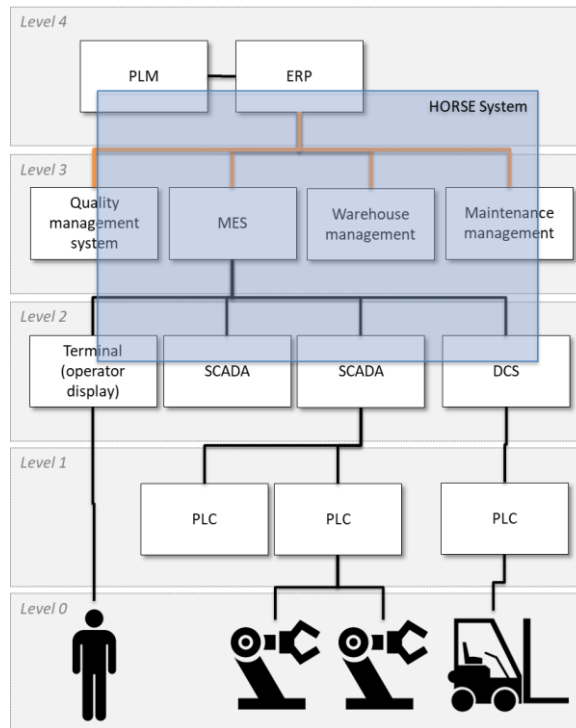 Level 4
PLM
ERP
HORSE System
Level 3
Quality
management
system
MES
Warehouse
management
Maintenance
management
Level 2
Terminal
(operator
display)
SCADA
SCADA
DCS
Level 1
PLC
PLC
PLC
Level 0